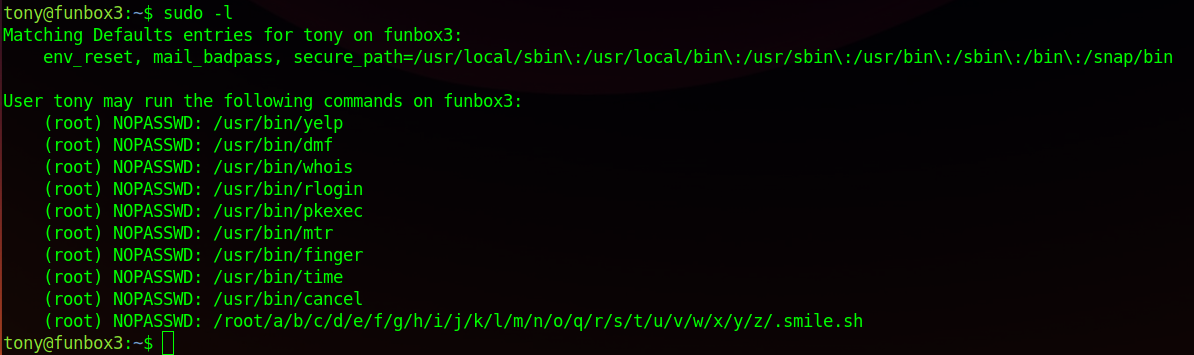 tony@funbox3:~$ sudo -l
Matching Defaults entries for tony on funbox3:
    env_reset, mail_badpass, secure_path=/usr/local/sbin\:/usr/local/bin\:/usr/sbin\:/usr/bin\:/sbin\:/bin\:/snap/bin

User tony may run the following commands on funbox3:
    (root) NOPASSWD: /usr/bin/yelp
    (root) NOPASSWD: /usr/bin/dmf
    (root) NOPASSWD: /usr/bin/whois
    (root) NOPASSWD: /usr/bin/rlogin
    (root) NOPASSWD: /usr/bin/pkexec
    (root) NOPASSWD: /usr/bin/mtr
    (root) NOPASSWD: /usr/bin/finger
    (root) NOPASSWD: /usr/bin/time
    (root) NOPASSWD: /usr/bin/cancel
    (root) NOPASSWD: /root/a/b/c/d/e/f/g/h/i/j/k/l/m/n/o/q/r/s/t/u/v/w/x/y/z/.smile.sh
tony@funbox3:~$